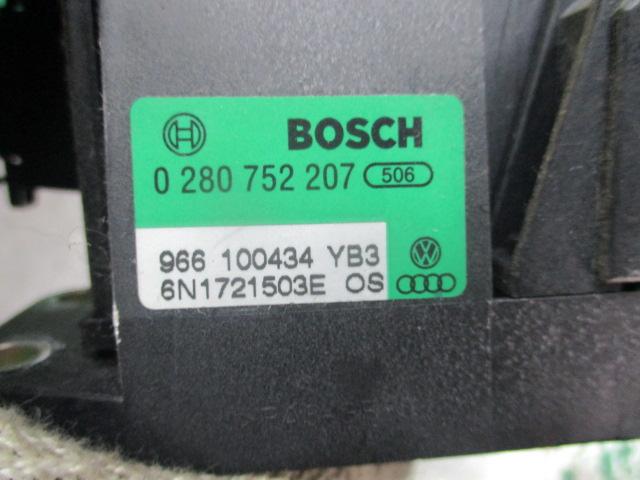 BOSCH
0 280 752 207 506
966 100434 YB3
6N1721503E OS